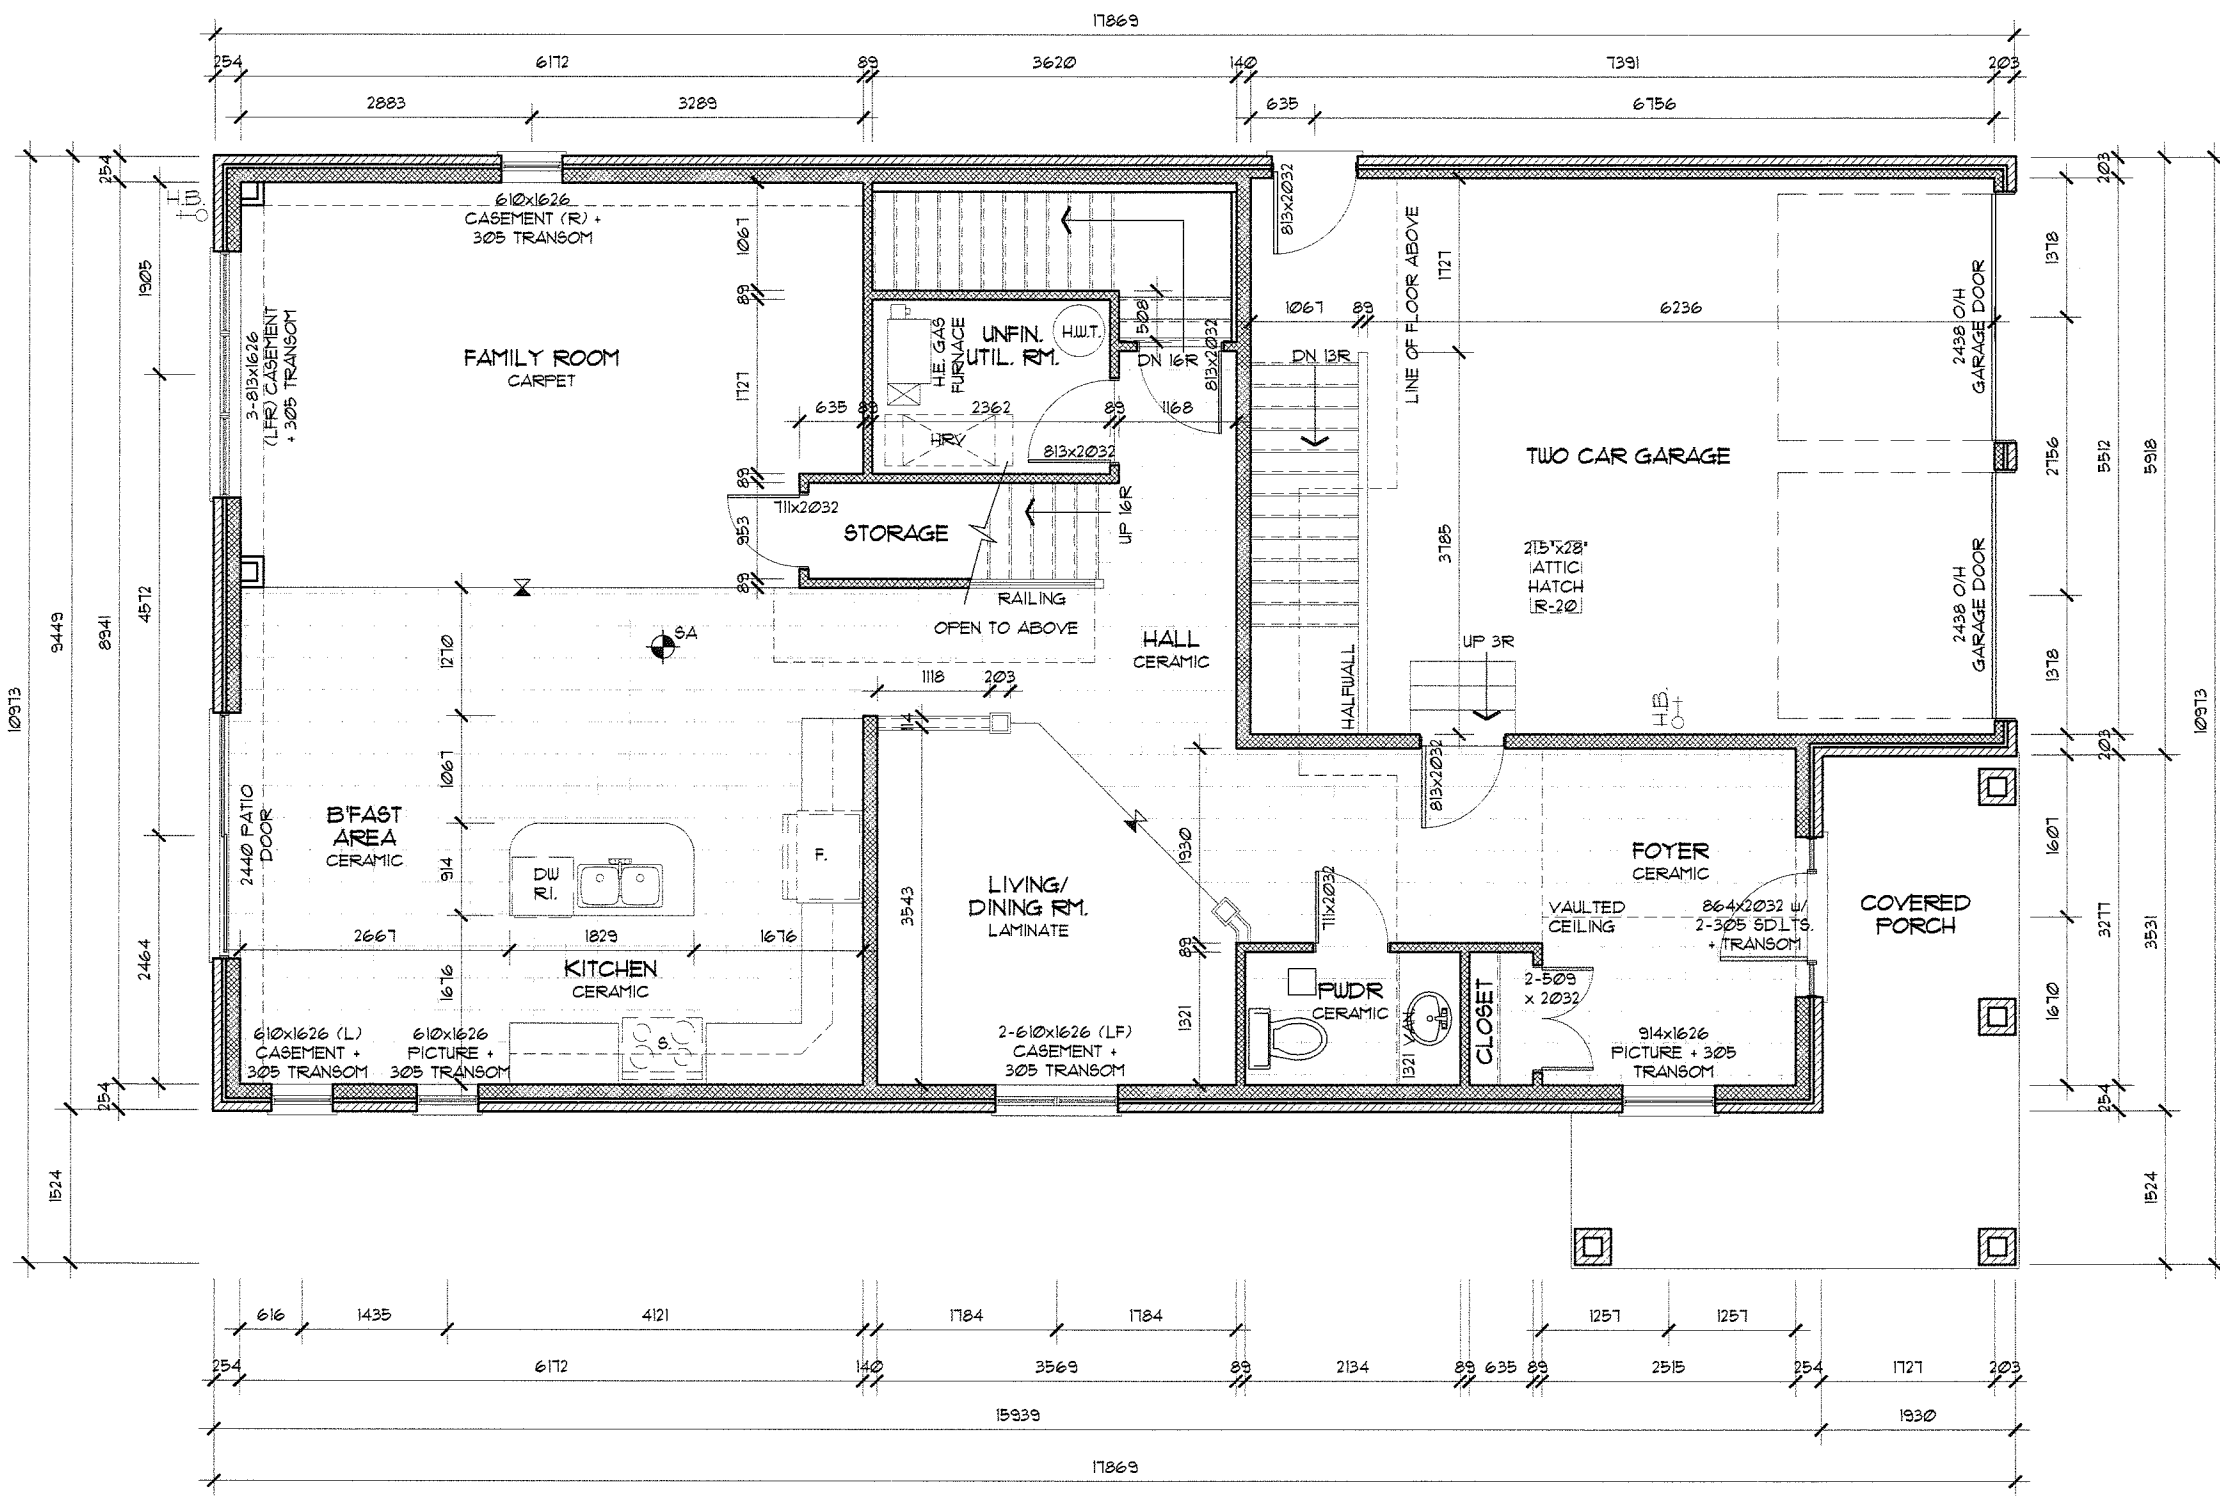 17869
254 6172 89 3620 140 7391 203
2883 3289 635 6756
10973
9449
254
8941
1905
4572
2464
1524
254
H.B.
610x1626
CASEMENT (R) +
305 TRANSOM
3-813x1626
(LFR) CASEMENT
+ 305 TRANSOM
FAMILY ROOM
CARPET
1067
89
1727
89
953
89
635 89 2362 89 1168
H.E. GAS
FURNACE
UNFIN.
UTIL. RM.
H.W.T.
HRV
813x2032
508
DN 16R
813x2032
711x2032
STORAGE
UP 16R
RAILING
OPEN TO ABOVE
HALL
CERAMIC
SA
813x2032
1067 89 6236
DN 13R
LINE OF FLOOR ABOVE
1727
3785
TWO CAR GARAGE
21.5"x28"
ATTIC
HATCH
R-20
2438 O/H
GARAGE DOOR
2438 O/H
GARAGE DOOR
HALFWALL
UP 3R
H.B.
813x2032
1270
1067
914
1676
1118 203
114
3543
2440 PATIO
DOOR
B'FAST
AREA
CERAMIC
DW
R.I.
F.
2667 1829 1676
KITCHEN
CERAMIC
S.
610x1626 (L)
CASEMENT +
305 TRANSOM
610x1626
PICTURE +
305 TRANSOM
LIVING/
DINING RM.
LAMINATE
2-610x1626 (LF)
CASEMENT +
305 TRANSOM
1930
89
1321
711x2032
PWDR
CERAMIC
1321 VAN.
CLOSET
2-509
x 2032
FOYER
CERAMIC
VAULTED
CEILING
864x2032 w/
2-305 SD.LTS.
+ TRANSOM
914x1626
PICTURE + 305
TRANSOM
COVERED
PORCH
203
1378
2756
1378
5512
5918
203
1607
1670
3277
3531
254
1524
10973
616 1435 4121 1784 1784 1257 1257
254 6172 140 3569 89 2134 89 635 89 2515 254 1727 203
15939 1930
17869